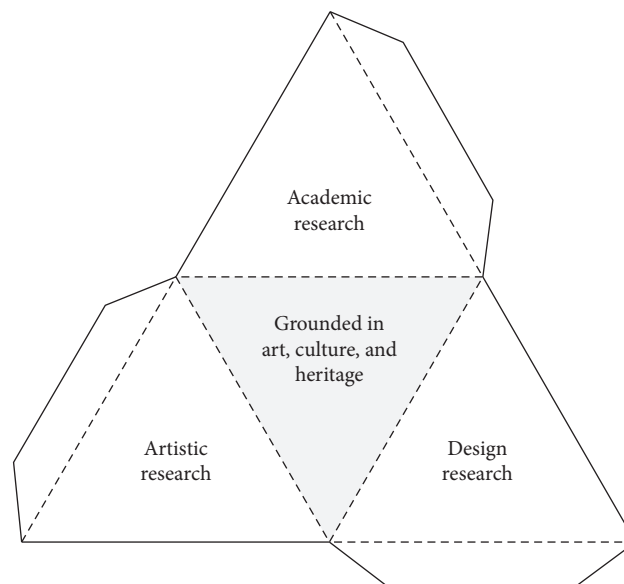 Academic
research
Grounded in
art, culture, and
heritage
Artistic
research
Design
research